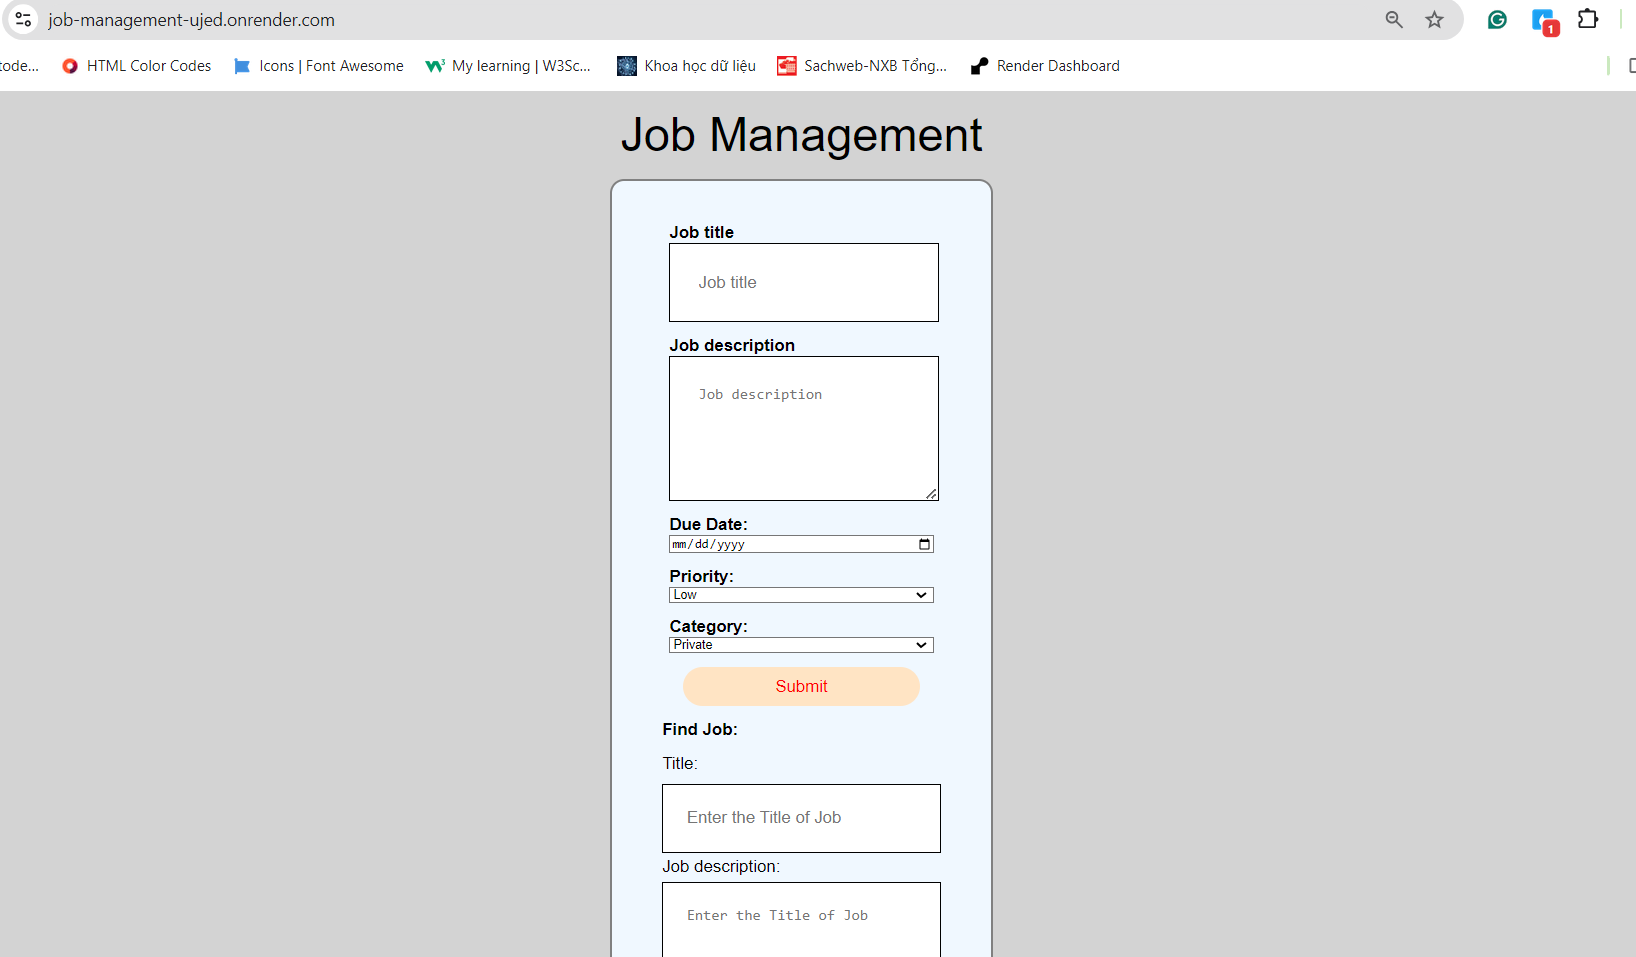 job-management-ujed.onrender.com
1
tode... HTML Color Codes Icons | Font Awesome My learning | W3Sc... Khoa học dữ liệu Sachweb-NXB Tổng... Render Dashboard
Job Management
Job title
Job title
Job description
Job description
Due Date:
mm/dd/yyyy
Priority:
Low
Category:
Private
Submit
Find Job:
Title:
Enter the Title of Job
Job description:
Enter the Title of Job